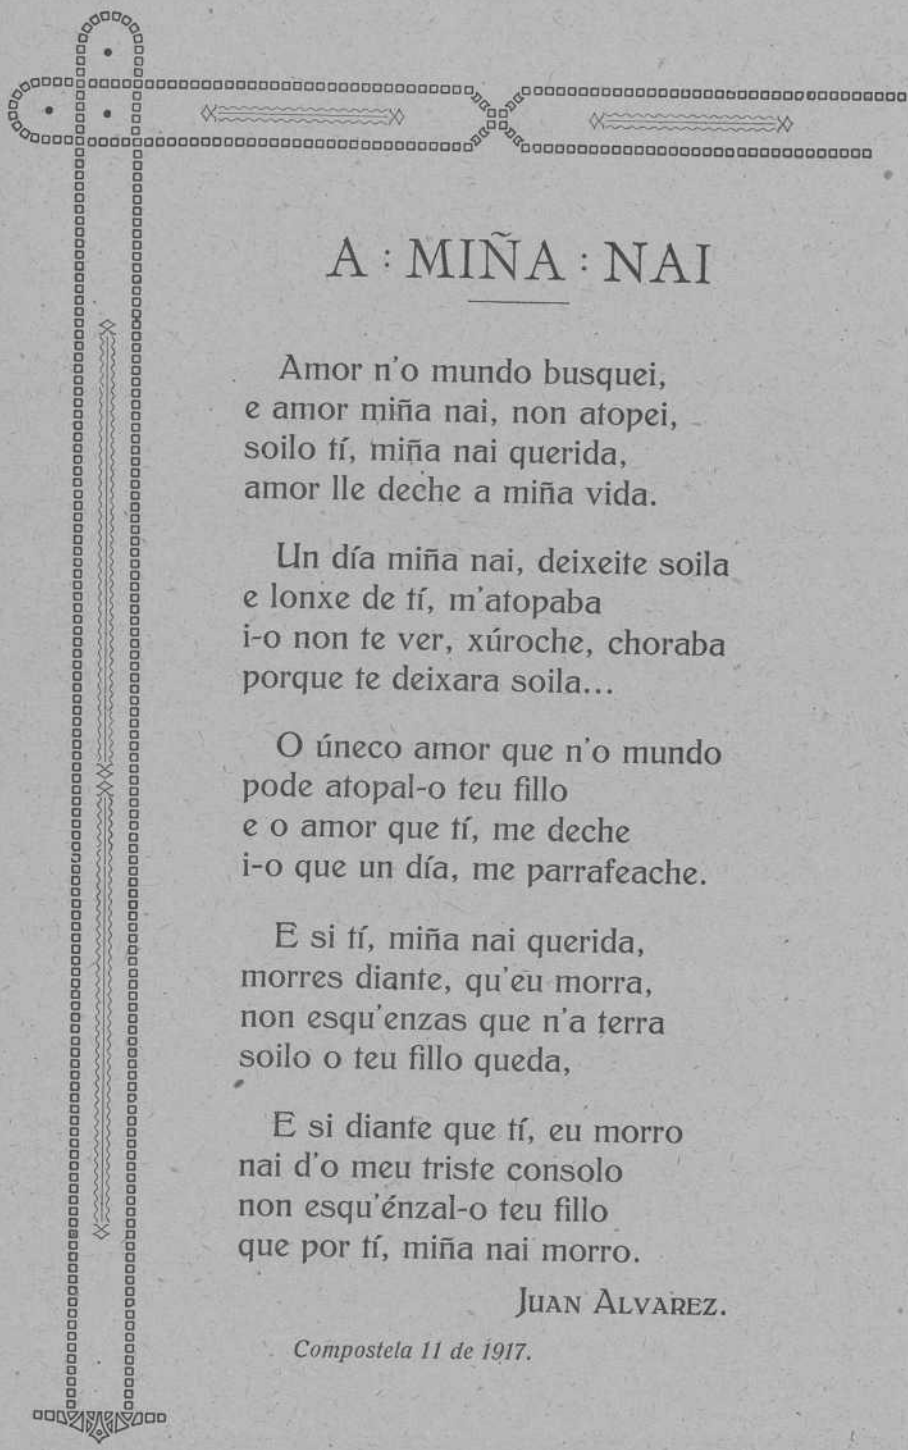 A : MIÑA : NAI
Amor n'o mundo busquei,
e amor miña nai, non atopei,
soilo tí, miña nai querida,
amor lle deche a miña vida.
Un día miña nai, deixeite soila
e lonxe de tí, m'atopaba
i-o non te ver, xúroche, choraba
porque te deixara soila...
O úneco amor que n'o mundo
pode atopal-o teu fillo
e o amor que tí, me deche
i-o que un día, me parrafeache.
E si tí, miña nai querida,
morres diante, qu'eu morra,
non esqu'enzas que n'a terra
soilo o teu fillo queda,
E si diante que tí, eu morro
nai d'o meu triste consolo
non esqu'énzal-o teu fillo
que por tí, miña nai morro.
JUAN ALVAREZ.
Compostela 11 de 1917.